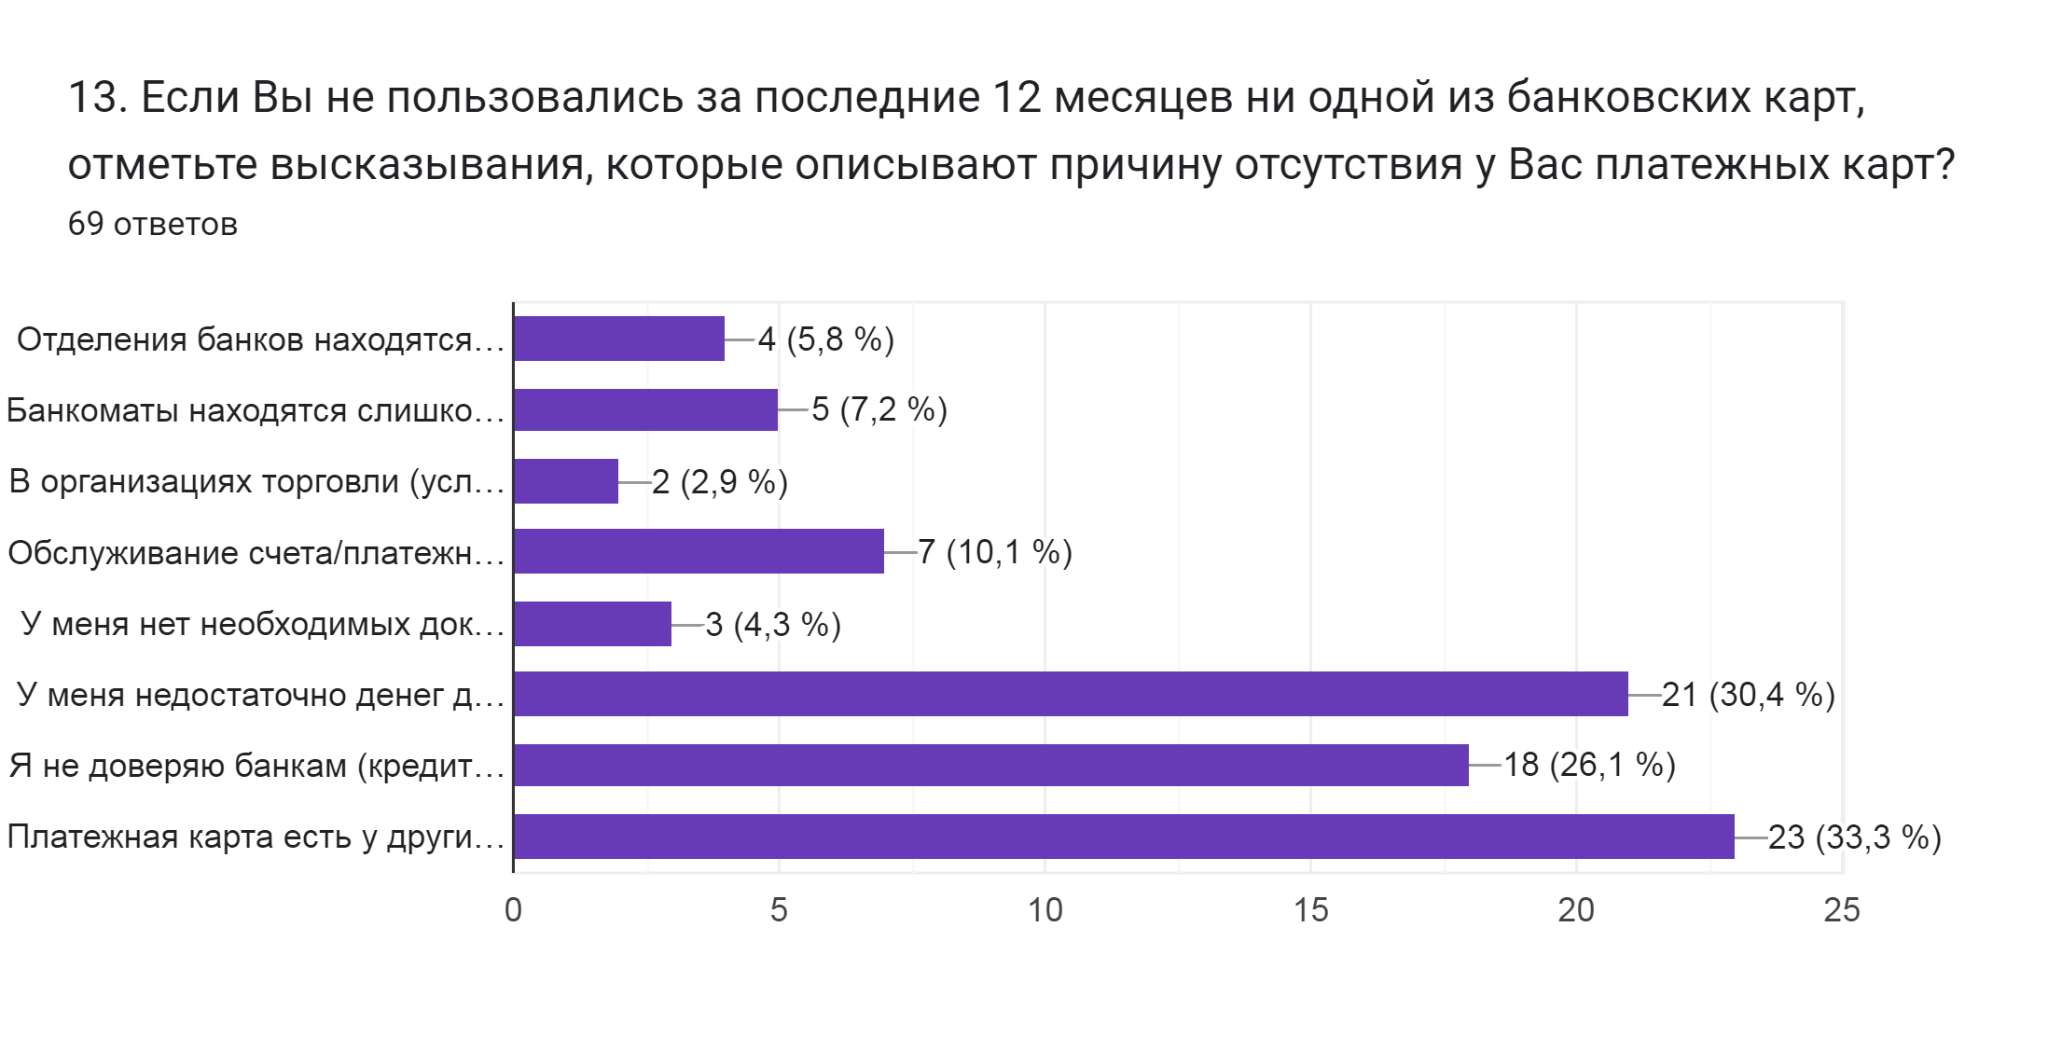 13. Если Вы не пользовались за последние 12 месяцев ни одной из банковских карт,
отметьте высказывания, которые описывают причину отсутствия у Вас платежных карт?
69 ответов
Отделения банков находятся… 4 (5,8 %)
Банкоматы находятся слишко… 5 (7,2 %)
В организациях торговли (усл… 2 (2,9 %)
Обслуживание счета/платежн… 7 (10,1 %)
У меня нет необходимых док… 3 (4,3 %)
У меня недостаточно денег д… 21 (30,4 %)
Я не доверяю банкам (кредит… 18 (26,1 %)
Платежная карта есть у други… 23 (33,3 %)
0 5 10 15 20 25